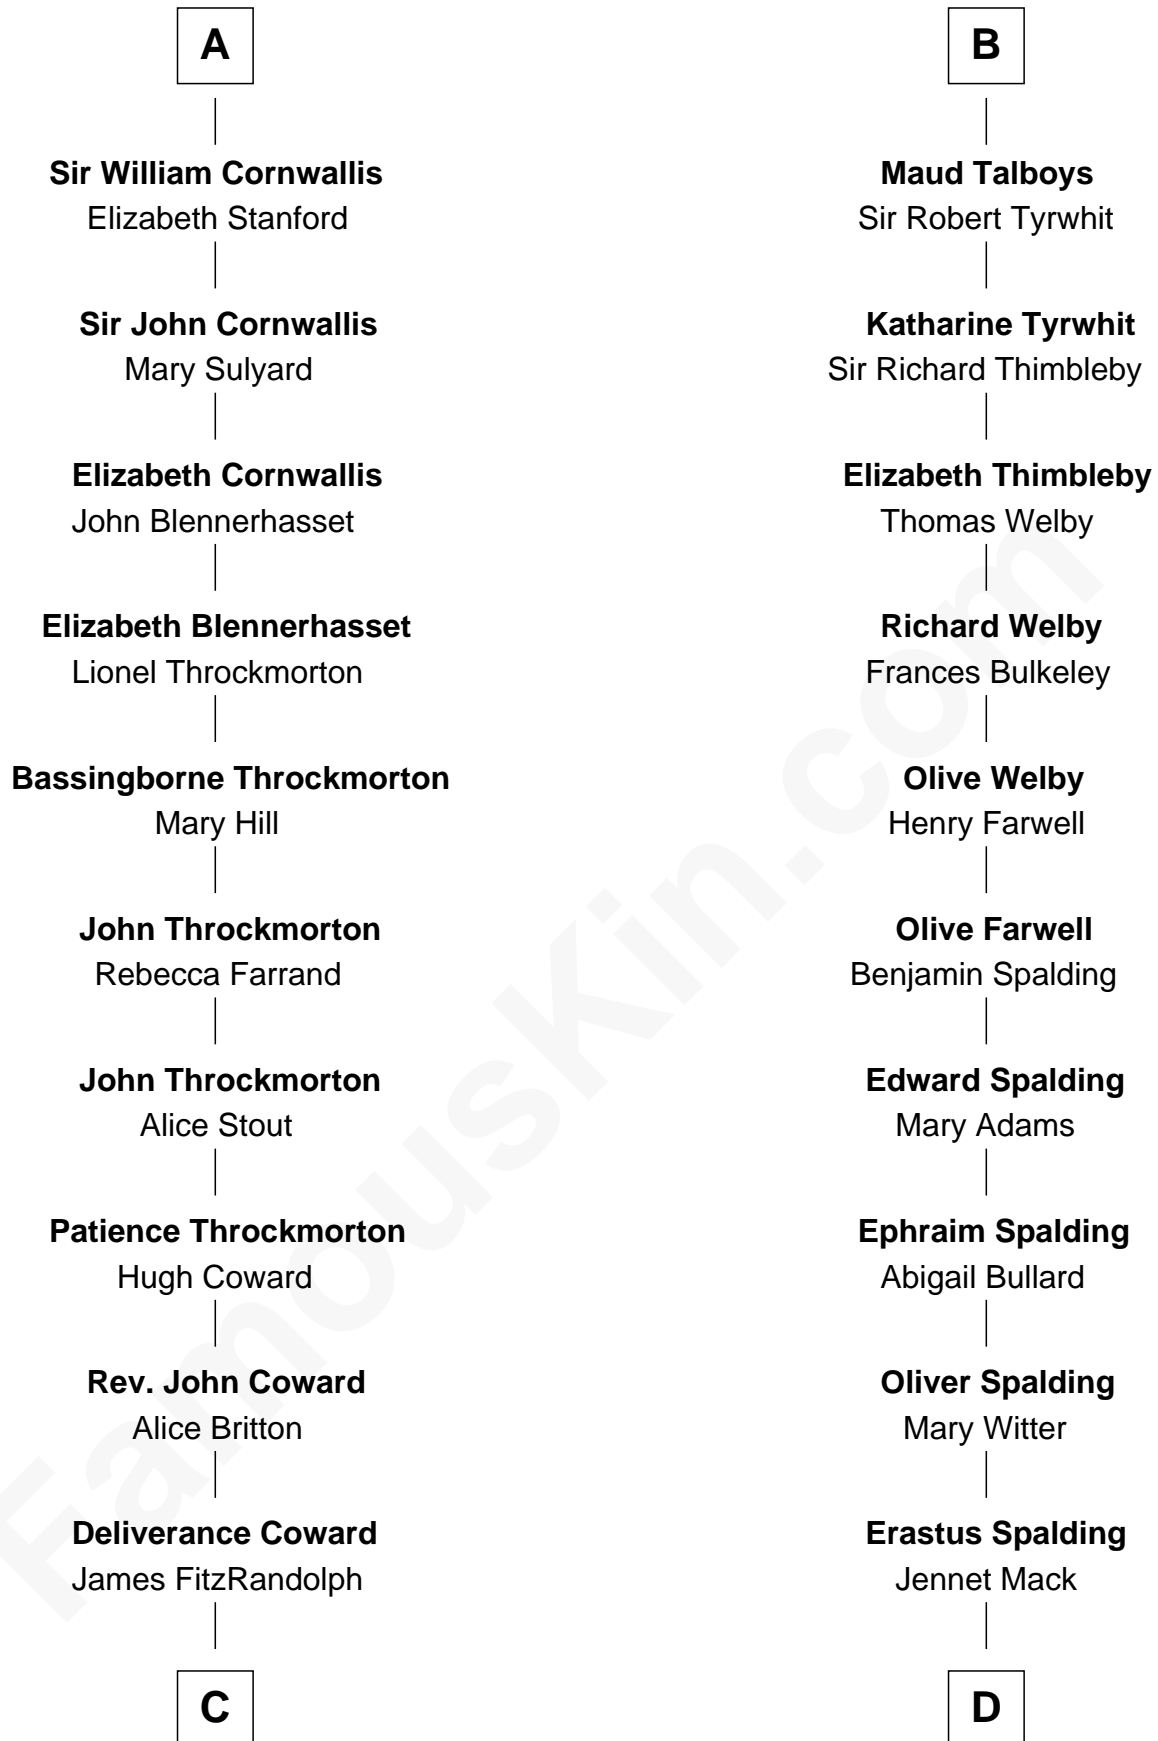 A
Sir William Cornwallis
Elizabeth Stanford
Sir John Cornwallis
Mary Sulyard
Elizabeth Cornwallis
John Blennerhasset
Elizabeth Blennerhasset
Lionel Throckmorton
Bassingborne Throckmorton
Mary Hill
John Throckmorton
Rebecca Farrand
John Throckmorton
Alice Stout
Patience Throckmorton
Hugh Coward
Rev. John Coward
Alice Britton
Deliverance Coward
James FitzRandolph
C
B
Maud Talboys
Sir Robert Tyrwhit
Katharine Tyrwhit
Sir Richard Thimbleby
Elizabeth Thimbleby
Thomas Welby
Richard Welby
Frances Bulkeley
Olive Welby
Henry Farwell
Olive Farwell
Benjamin Spalding
Edward Spalding
Mary Adams
Ephraim Spalding
Abigail Bullard
Oliver Spalding
Mary Witter
Erastus Spalding
Jennet Mack
D
FamousKin.com